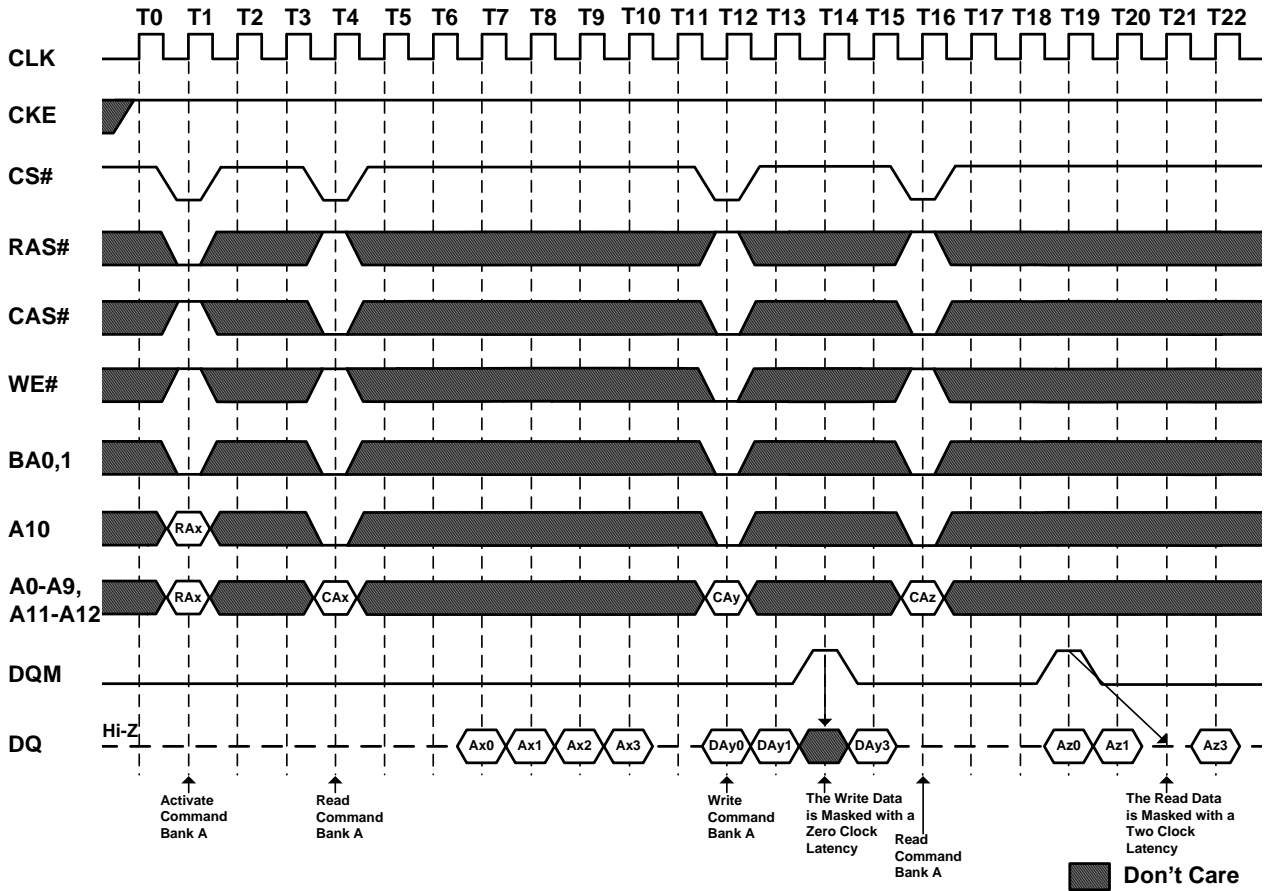 T0 T1 T2 T3 T4 T5 T6 T7 T8 T9 T10 T11 T12 T13 T14 T15 T16 T17 T18 T19 T20 T21 T22
CLK
CKE
CS#
RAS#
CAS#
WE#
BA0,1
A10
RAx
A0-A9,
A11-A12
RAx CAx CAy CAz
DQM
Hi-Z
DQ
Ax0 Ax1 Ax2 Ax3 DAy0 DAy1 DAy3 Az0 Az1 Az3
Activate
Command
Bank A
Read
Command
Bank A
Write
Command
Bank A
The Write Data
is Masked with a
Zero Clock
Latency
Read
Command
Bank A
The Read Data
is Masked with a
Two Clock
Latency
Don't Care